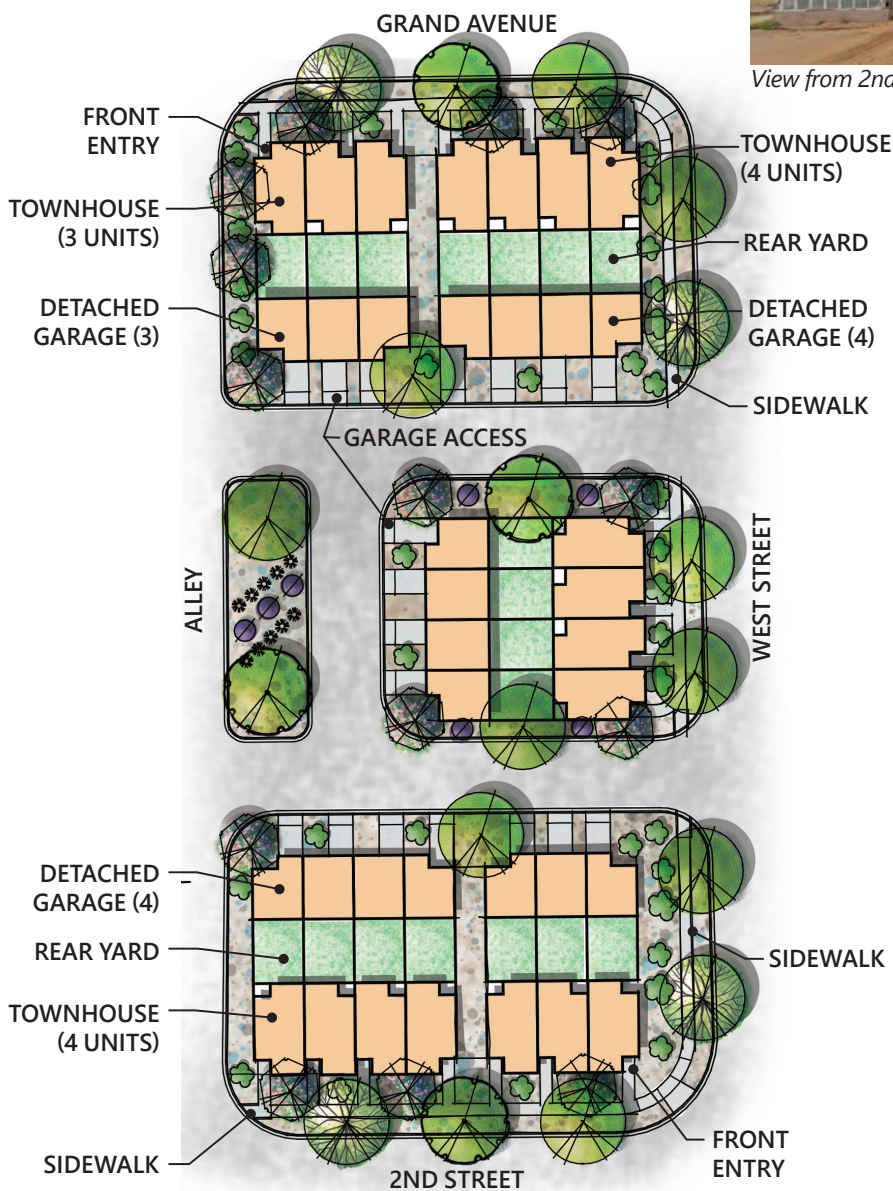 GRAND AVENUE
View from 2nd
FRONT
ENTRY
TOWNHOUSE
(4 UNITS)
TOWNHOUSE
(3 UNITS)
REAR YARD
DETACHED
GARAGE (3)
DETACHED
GARAGE (4)
SIDEWALK
GARAGE ACCESS
ALLEY
WEST STREET
DETACHED
GARAGE (4)
REAR YARD
SIDEWALK
TOWNHOUSE
(4 UNITS)
SIDEWALK
FRONT
ENTRY
2ND STREET